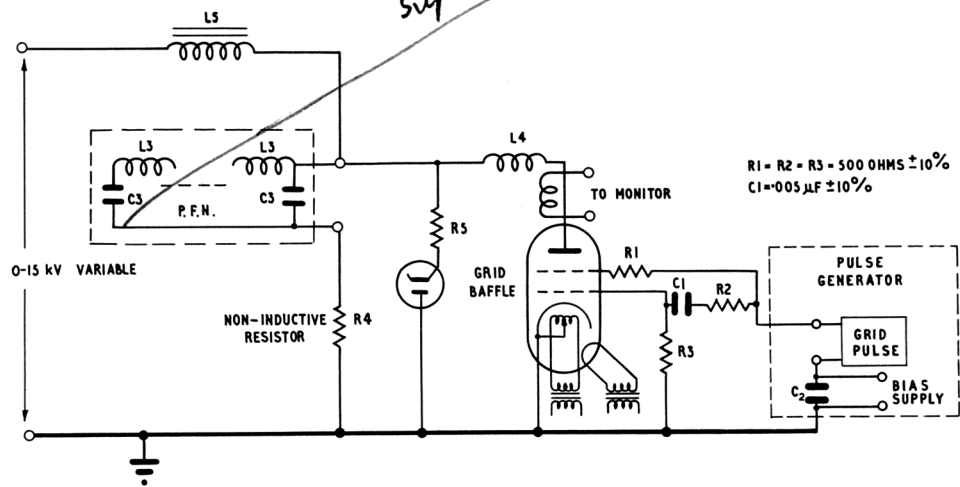 L5
L3
L3
C3
C3
P.F.N.
0-15 kV VARIABLE
NON-INDUCTIVE
RESISTOR
R4
R5
L4
TO MONITOR
GRID
BAFFLE
R1
C1
R2
R3
R1 = R2 = R3 = 500 OHMS ±10%
C1 = ·005 μF ±10%
PULSE
GENERATOR
GRID
PULSE
C2
BIAS
SUPPLY